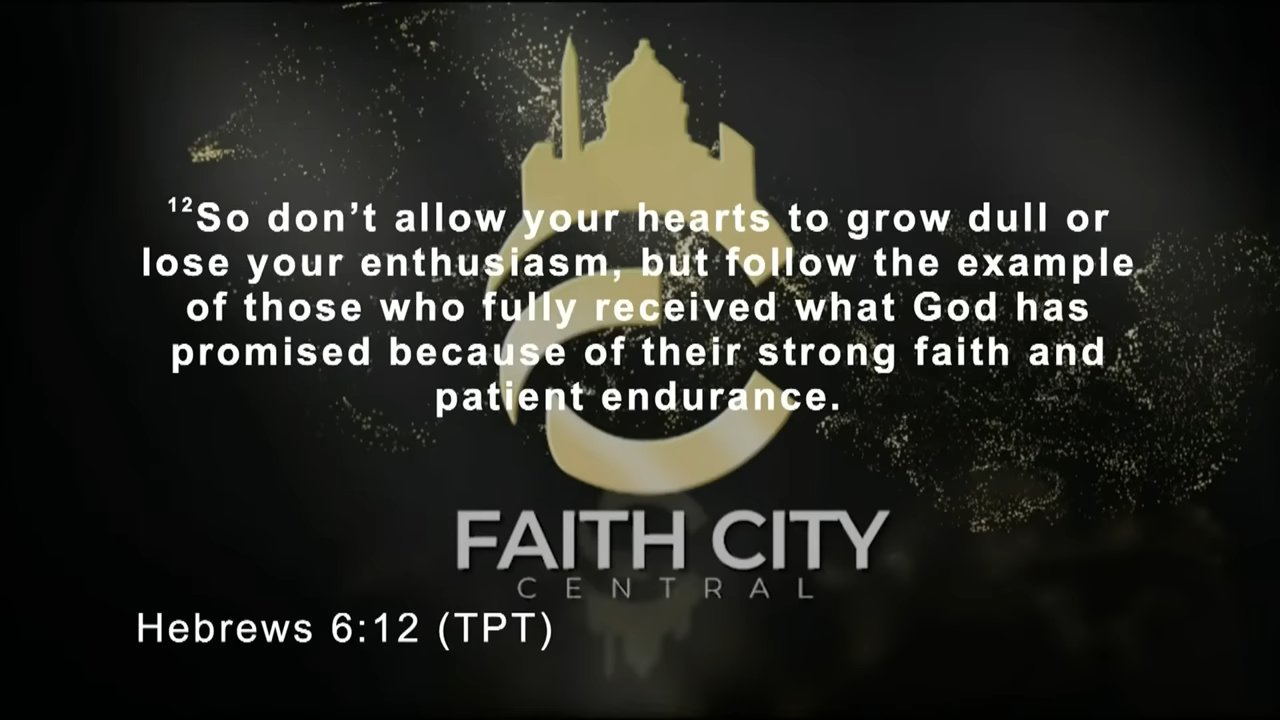 ¹²So don’t allow your hearts to grow dull or
lose your enthusiasm, but follow the example
of those who fully received what God has
promised because of their strong faith and
patient endurance.
FAITH CITY
CENTRAL
Hebrews 6:12 (TPT)